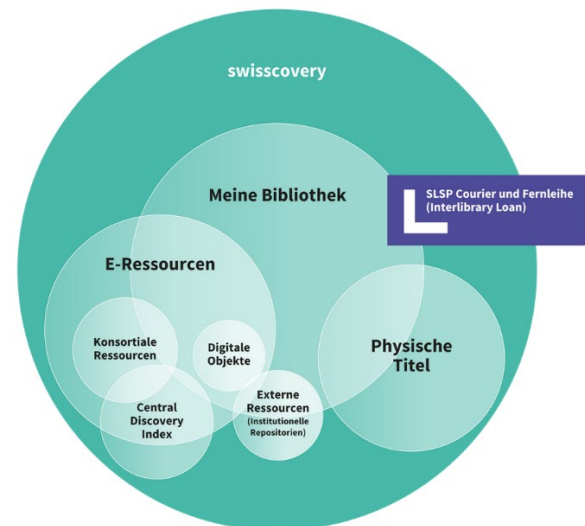 swisscovery
Meine Bibliothek
SLSP Courier und Fernleihe
(Interlibrary Loan)
E-Ressourcen
Konsortiale
Ressourcen
Digitale
Objekte
Physische
Titel
Central
Discovery
Index
Externe
Ressourcen
(Institutionelle
Repositorien)